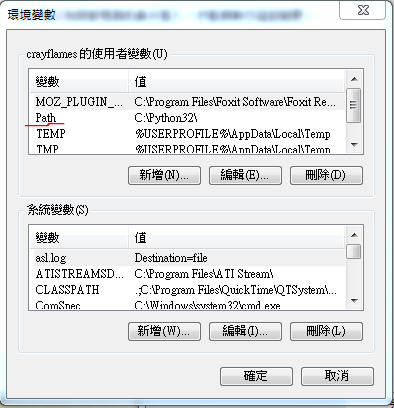 環境變數
crayflames 的使用者變數(U)
變數 值
MOZ_PLUGIN_... C:\Program Files\Foxit Software\Foxit Re...
Path C:\Python32\
TEMP %USERPROFILE%\AppData\Local\Temp
TMP %USERPROFILE%\AppData\Local\Temp
新增(N)... 編輯(E)... 刪除(D)
系統變數(S)
變數 值
asl.log Destination=file
ATISTREAMSD... C:\Program Files\ATI Stream\
CLASSPATH .;C:\Program Files\QuickTime\QTSystem\...
ComSpec C:\Windows\system32\cmd.exe
新增(W)... 編輯(I)... 刪除(L)
確定 取消